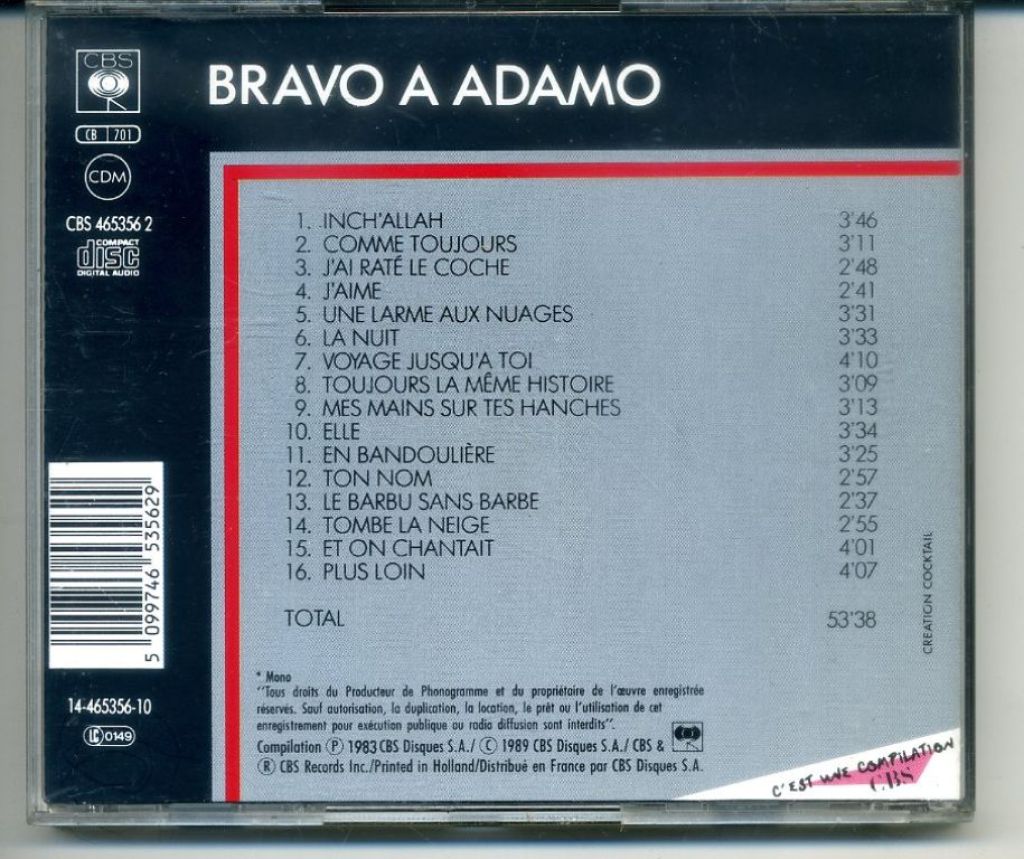 CBS
BRAVO A ADAMO
CB 701
CDM
CBS 465356 2
COMPACT
disc
DIGITAL AUDIO
1. INCH'ALLAH 3'46
2. COMME TOUJOURS 3'11
3. J'AI RATÉ LE COCHE 2'48
4. J'AIME 2'41
5. UNE LARME AUX NUAGES 3'31
6. LA NUIT 3'33
7. VOYAGE JUSQU'A TOI 4'10
8. TOUJOURS LA MÊME HISTOIRE 3'09
9. MES MAINS SUR TES HANCHES 3'13
10. ELLE 3'34
11. EN BANDOULIÈRE 3'25
12. TON NOM 2'57
13. LE BARBU SANS BARBE 2'37
14. TOMBE LA NEIGE 2'55
15. ET ON CHANTAIT 4'01
16. PLUS LOIN 4'07
TOTAL 53'38
CREATION COCKTAIL
5 099746 535629
14-465356-10
LC 0149
* Mono
"Tous droits du Producteur de Phonogramme et du propriétaire de l'œuvre enregistrée
réservés. Sauf autorisation, la duplication, la location, le prêt ou l'utilisation de cet
enregistrement pour exécution publique ou radio diffusion sont interdits".
Compilation Ⓟ 1983 CBS Disques S.A./ Ⓒ 1989 CBS Disques S.A./ CBS &
Ⓡ CBS Records Inc./Printed in Holland/Distribué en France par CBS Disques S.A.
C'EST UNE COMPILATION
CBS